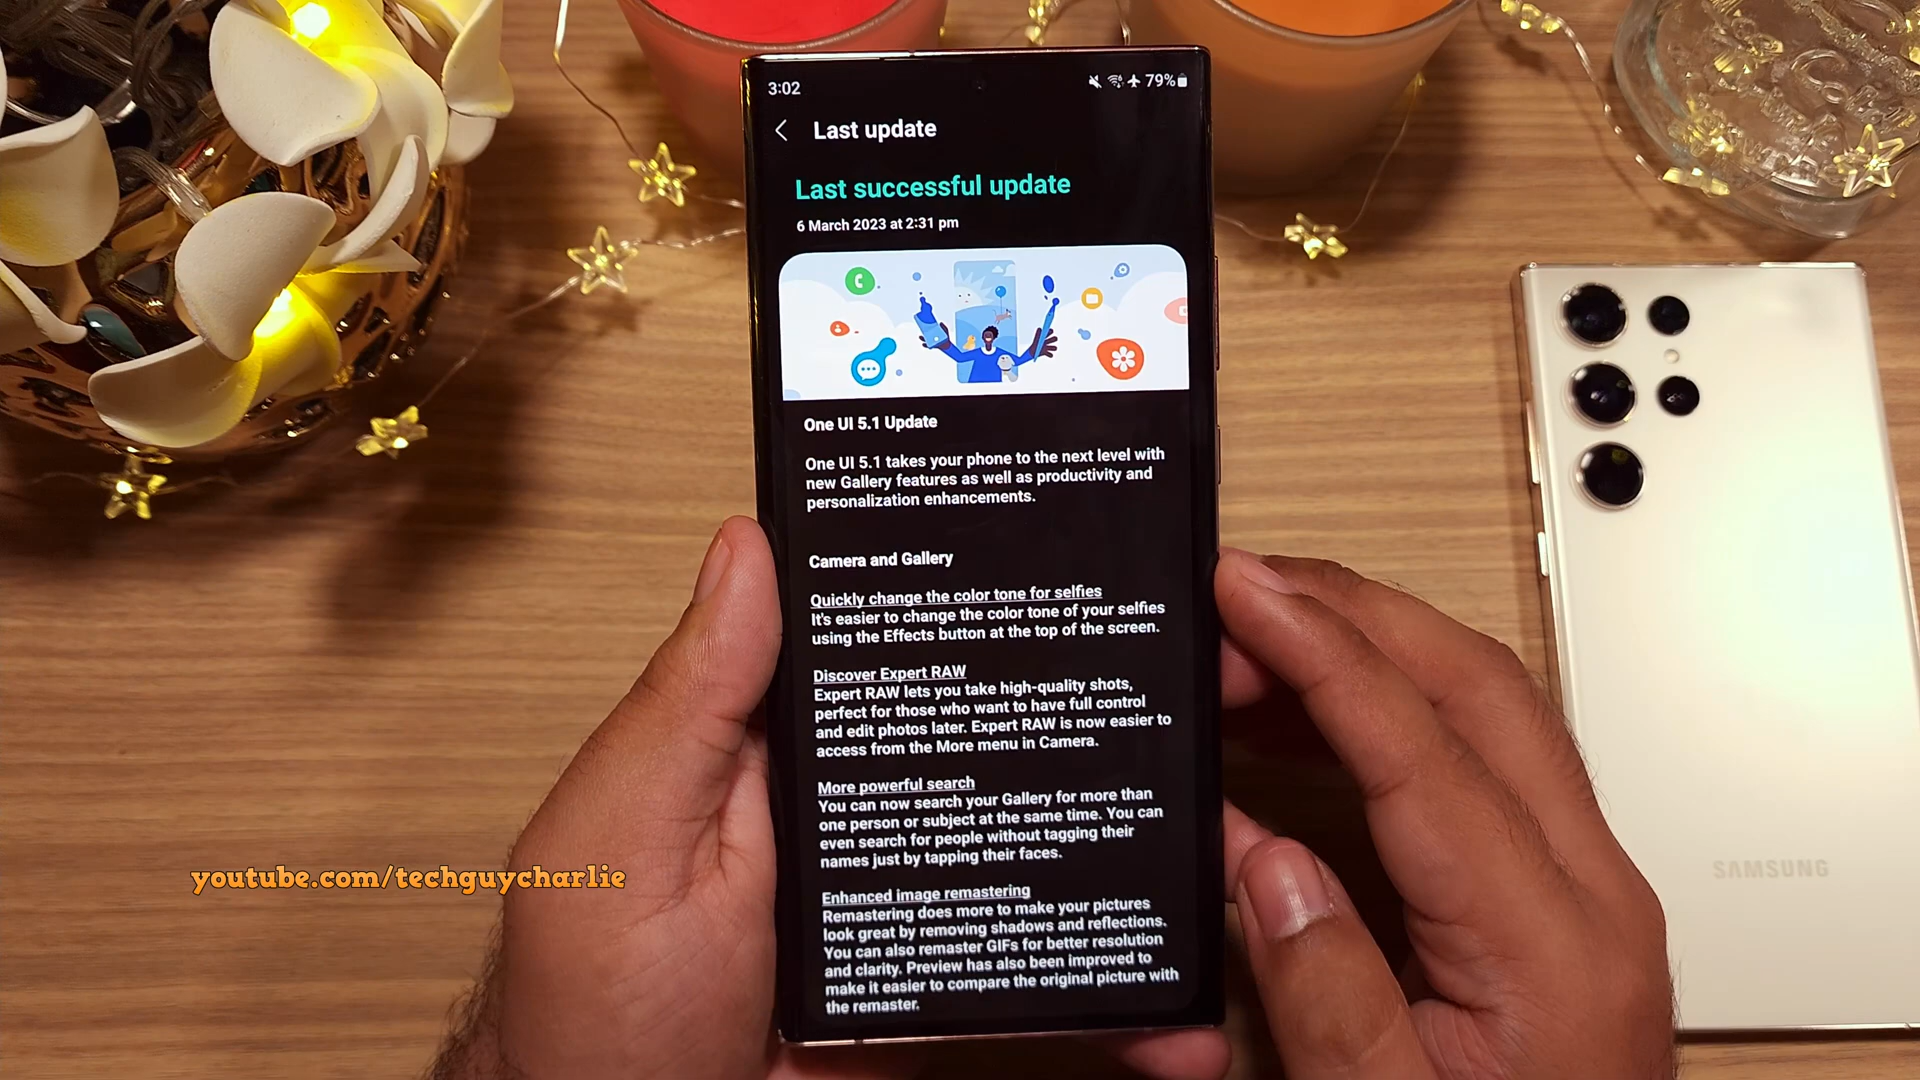 3:02
79%
Last update
Last successful update
6 March 2023 at 2:31 pm
One UI 5.1 Update
One UI 5.1 takes your phone to the next level with
new Gallery features as well as productivity and
personalization enhancements.
Camera and Gallery
Quickly change the color tone for selfies
It's easier to change the color tone of your selfies
using the Effects button at the top of the screen.
Discover Expert RAW
Expert RAW lets you take high-quality shots,
perfect for those who want to have full control
and edit photos later. Expert RAW is now easier to
access from the More menu in Camera.
More powerful search
You can now search your Gallery for more than
one person or subject at the same time. You can
even search for people without tagging their
names just by tapping their faces.
Enhanced image remastering
Remastering does more to make your pictures
look great by removing shadows and reflections.
You can also remaster GIFs for better resolution
and clarity. Preview has also been improved to
make it easier to compare the original picture with
the remaster.
SAMSUNG
youtube.com/techguycharlie